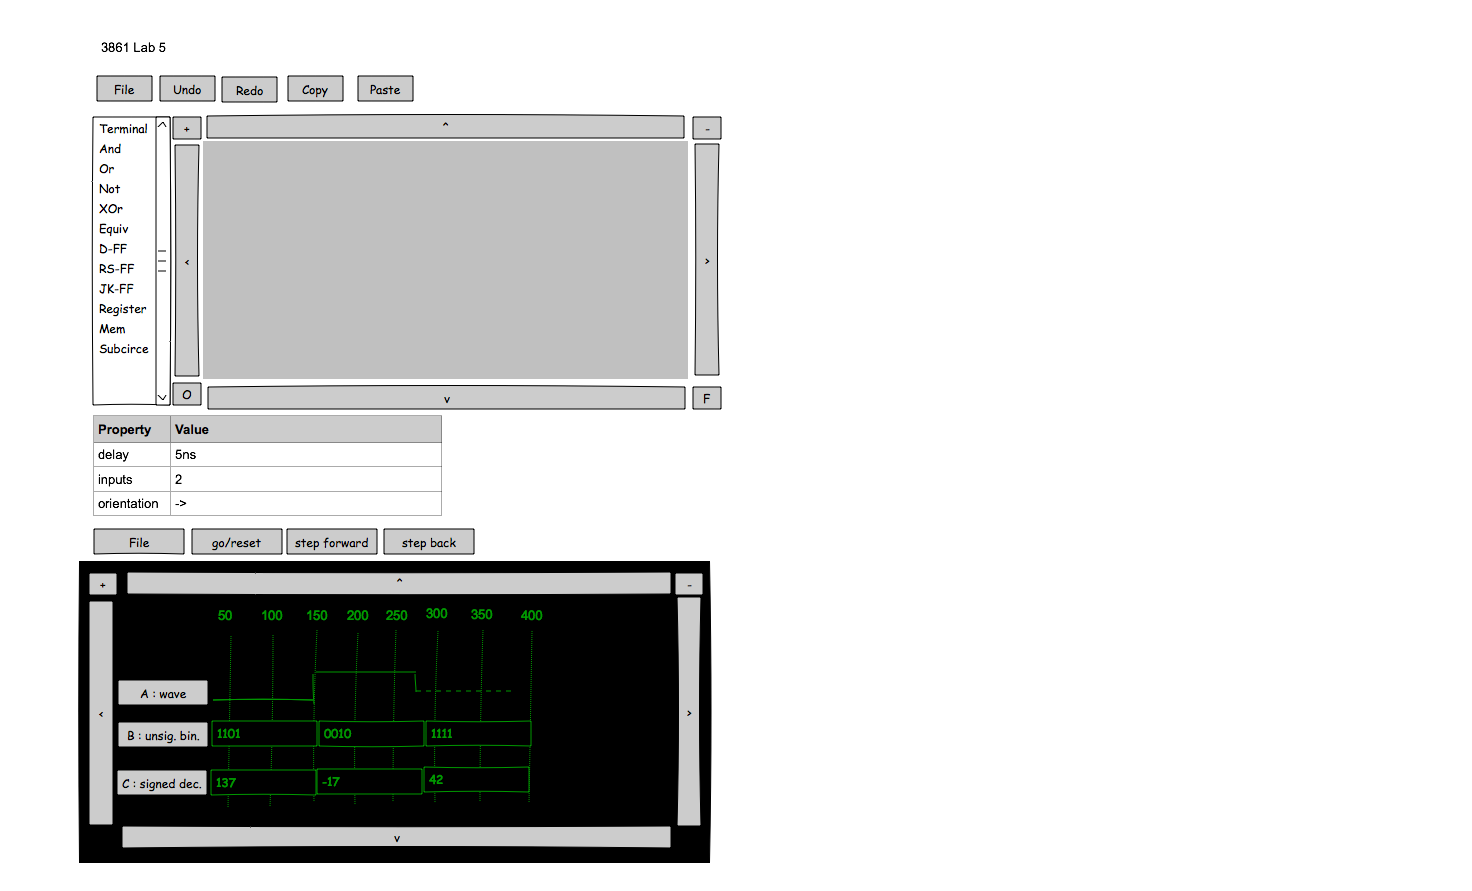 3861 Lab 5
File Undo Redo Copy Paste
Terminal
And
Or
Not
XOr
Equiv
D-FF
RS-FF
JK-FF
Register
Mem
Subcirce
+ ^ -
< >
O v F
Property Value
delay 5ns
inputs 2
orientation ->
File go/reset step forward step back
+ ^ -
50 100 150 200 250 300 350 400
A : wave
< >
B : unsig. bin. 1101 0010 1111
C : signed dec. 137 -17 42
v